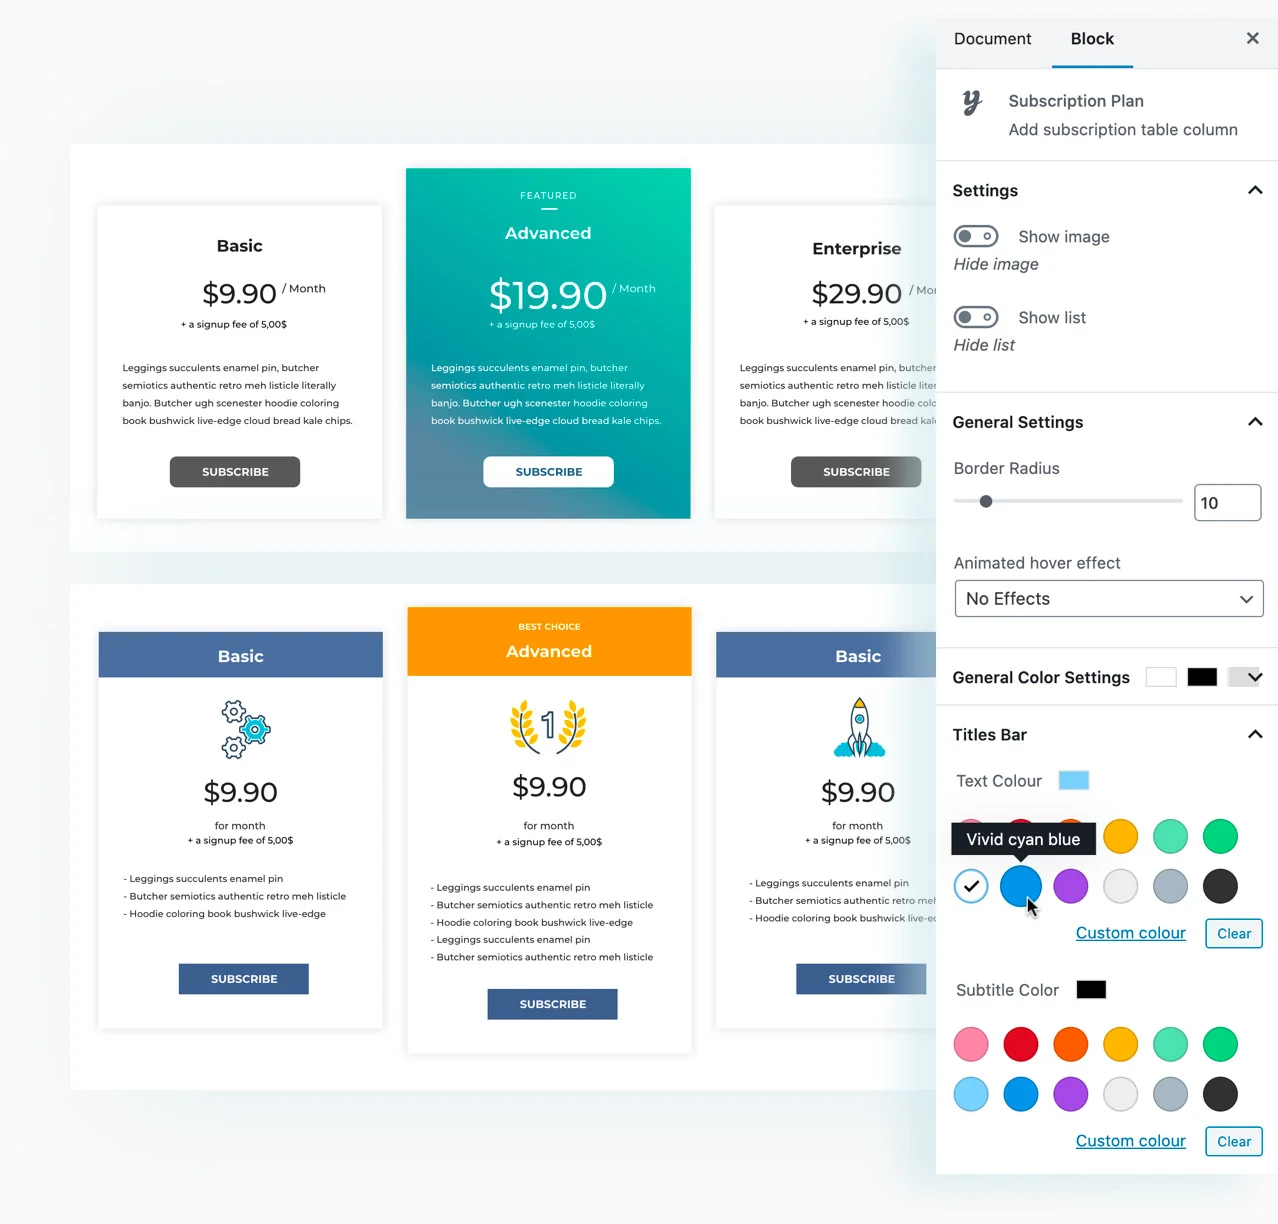 Document
Block
Subscription Plan
Add subscription table column
Settings
Show image
Hide image
Show list
Hide list
General Settings
Border Radius
10
Animated hover effect
No Effects
General Color Settings
Titles Bar
Text Colour
Vivid cyan blue
Custom colour
Clear
Subtitle Color
Custom colour
Clear
Basic
$9.90 / Month
+ a signup fee of 5,00$
Leggings succulents enamel pin, butcher
semiotics authentic retro meh listicle literally
banjo. Butcher ugh scenester hoodie coloring
book bushwick live-edge cloud bread kale chips.
SUBSCRIBE
FEATURED
Advanced
$19.90 / Month
+ a signup fee of 5,00$
Leggings succulents enamel pin, butcher
semiotics authentic retro meh listicle literally
banjo. Butcher ugh scenester hoodie coloring
book bushwick live-edge cloud bread kale chips.
SUBSCRIBE
Enterprise
$29.90 / Mo
+ a signup fee of 5,00$
Leggings succulents enamel pin, butcher
semiotics authentic retro meh listicle liter
banjo. Butcher ugh scenester hoodie coloring
book bushwick live-edge cloud bread kal
SUBSCRIBE
Basic
$9.90
for month
+ a signup fee of 5,00$
- Leggings succulents enamel pin
- Butcher semiotics authentic retro meh listicle
- Hoodie coloring book bushwick live-edge
SUBSCRIBE
BEST CHOICE
Advanced
1
$9.90
for month
+ a signup fee of 5,00$
- Leggings succulents enamel pin
- Butcher semiotics authentic retro meh listicle
- Hoodie coloring book bushwick live-edge
- Leggings succulents enamel pin
- Butcher semiotics authentic retro meh listicle
SUBSCRIBE
Basic
$9.90
for month
+ a signup fee of 5,00$
- Leggings succulents enamel pin
- Butcher semiotics authentic retro meh
- Hoodie coloring book bushwick live-e
SUBSCRIBE